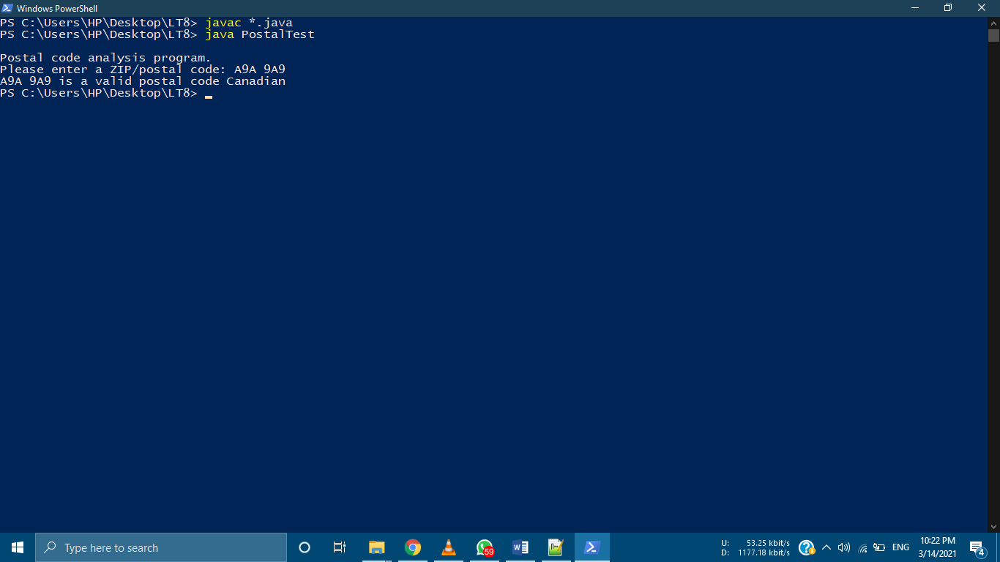 Windows PowerShell
PS C:\Users\HP\Desktop\LT8> javac *.java
PS C:\Users\HP\Desktop\LT8> java PostalTest
Postal code analysis program.
Please enter a ZIP/postal code: A9A 9A9
A9A 9A9 is a valid postal code Canadian
PS C:\Users\HP\Desktop\LT8>
Type here to search
59
W
U: 53.25 kbit/s
D: 1177.18 kbit/s
ENG
10:22 PM
3/14/2021
4